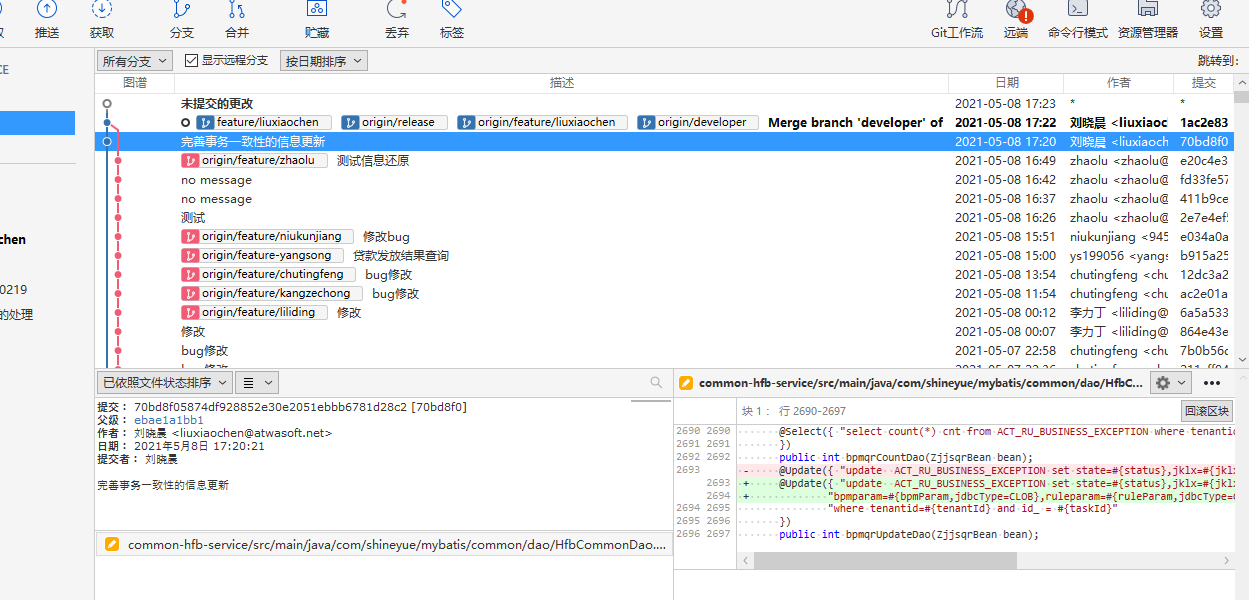 推送 获取 分支 合并 贮藏 丢弃 标签 Git工作流 远端 命令行模式 资源管理器 设置
所有分支 显示远程分支 按日期排序 跳转到:
图谱 描述 日期 作者 提交
未提交的更改 2021-05-08 17:23 * *
feature/liuxiaochen origin/release origin/feature/liuxiaochen origin/developer Merge branch 'developer' of 2021-05-08 17:22 刘晓晨 <liuxiaoc 1ac2e83
完善事务一致性的信息更新 2021-05-08 17:20 刘晓晨 <liuxiaoch 70bd8f0
origin/feature/zhaolu 测试信息还原 2021-05-08 16:49 zhaolu <zhaolu@ e20c4e3
no message 2021-05-08 16:42 zhaolu <zhaolu@ fd33fe57
no message 2021-05-08 16:37 zhaolu <zhaolu@ 411b9ce
测试 2021-05-08 16:26 zhaolu <zhaolu@ 2e7e4ef
origin/feature/niukunjiang 修改bug 2021-05-08 15:51 niukunjiang <945 e034a0a
origin/feature-yangsong 贷款发放结果查询 2021-05-08 15:00 ys199056 <yangs b915a25
origin/feature/chutingfeng bug修改 2021-05-08 13:54 chutingfeng <chu 12dc3a2
origin/feature/kangzechong bug修改 2021-05-08 11:54 chutingfeng <chu ac2e01a
origin/feature/liliding 修改 2021-05-08 00:12 李力丁 <liliding@ 6a5a533
修改 2021-05-08 00:07 李力丁 <liliding@ 864e43e
bug修改 2021-05-07 22:58 chutingfeng <chu 7b0b56c
CE
chen
0219
的处理
已依照文件状态排序
提交: 70bd8f05874df928852e30e2051ebbb6781d28c2 [70bd8f0]
父级: ebae1a1bb1
作者: 刘晓晨 <liuxiaochen@atwasoft.net>
日期: 2021年5月8日 17:20:21
提交者: 刘晓晨
完善事务一致性的信息更新
common-hfb-service/src/main/java/com/shineyue/mybatis/common/dao/HfbCommonDao....
common-hfb-service/src/main/java/com/shineyue/mybatis/common/dao/HfbC...
块 1: 行 2690-2697 回滚区块
2690 2690 @Select({ "select count(*) cnt from ACT_RU_BUSINESS_EXCEPTION where tenantid
2691 2691 })
2692 2692 public int bpmqrCountDao(ZjjsqrBean bean);
2693 - @Update({ "update ACT_RU_BUSINESS_EXCEPTION set state=#{status},jklx=#{jklx
2693 + @Update({ "update ACT_RU_BUSINESS_EXCEPTION set state=#{status},jklx=#{jklx
2694 + "bpmparam=#{bpmParam,jdbcType=CLOB},ruleparam=#{ruleParam,jdbcType=
2694 2695 "where tenantid=#{tenantId} and id_ = #{taskId}"
2695 2696 })
2696 2697 public int bpmqrUpdateDao(ZjjsqrBean bean);